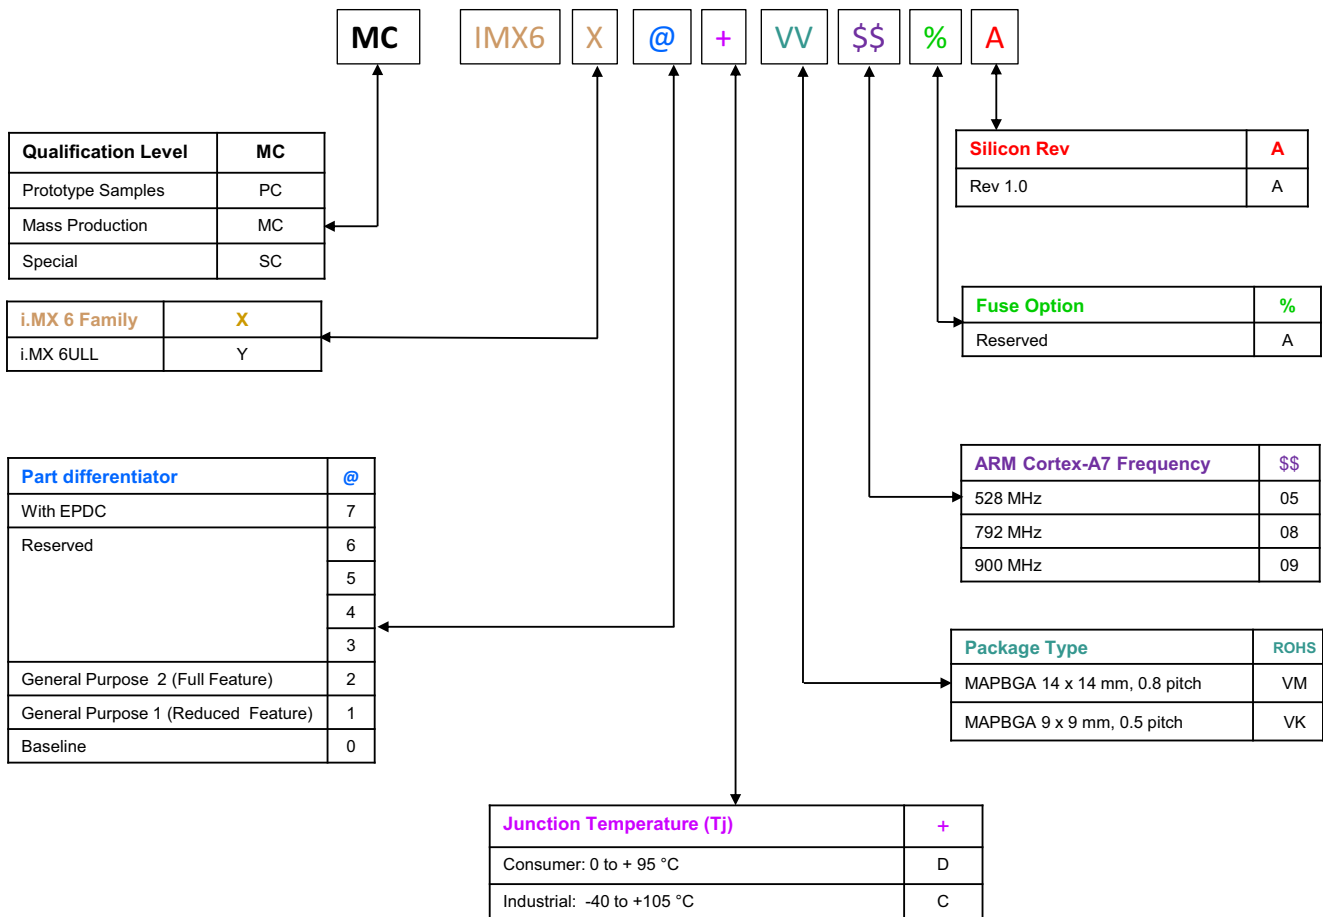 MC IMX6 X @ + VV $$ % A
Qualification Level MC
Prototype Samples PC
Mass Production MC
Special SC
Silicon Rev A
Rev 1.0 A
i.MX 6 Family X
i.MX 6ULL Y
Fuse Option %
Reserved A
Part differentiator @
With EPDC 7
Reserved 6
5
4
3
General Purpose 2 (Full Feature) 2
General Purpose 1 (Reduced Feature) 1
Baseline 0
ARM Cortex-A7 Frequency $$
528 MHz 05
792 MHz 08
900 MHz 09
Package Type ROHS
MAPBGA 14 x 14 mm, 0.8 pitch VM
MAPBGA 9 x 9 mm, 0.5 pitch VK
Junction Temperature (Tj) +
Consumer: 0 to + 95 °C D
Industrial: -40 to +105 °C C